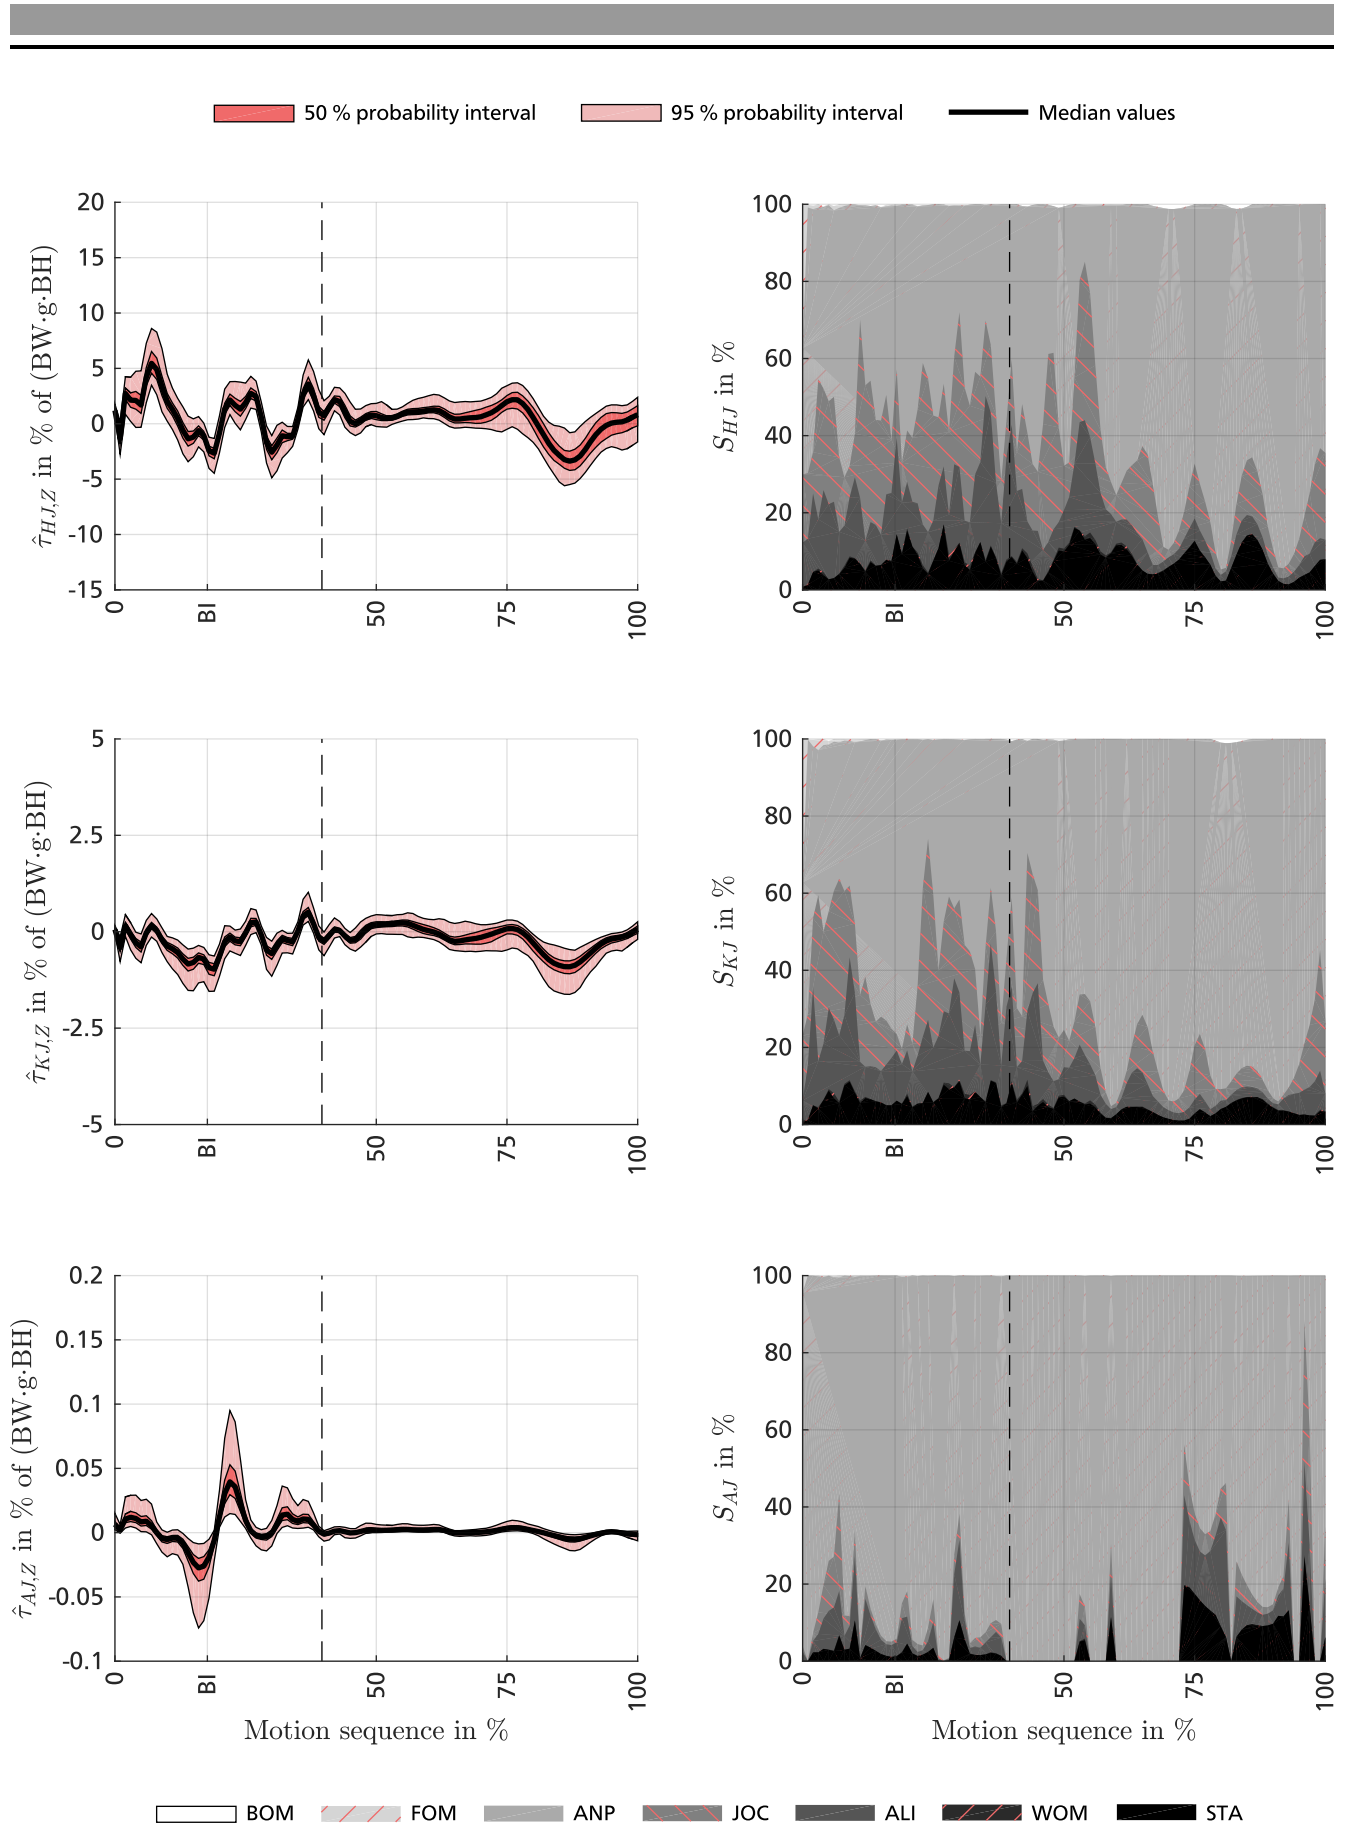 50 % probability interval 95 % probability interval Median values
20
15
10
5
0
-5
-10
-15
τ̂HJ,Z in % of (BW·g·BH)
0 BI 50 75 100
100
80
60
40
20
0
SHJ in %
0 BI 50 75 100
5
2.5
0
-2.5
-5
τ̂KJ,Z in % of (BW·g·BH)
0 BI 50 75 100
100
80
60
40
20
0
SKJ in %
0 BI 50 75 100
0.2
0.15
0.1
0.05
0
-0.05
-0.1
τ̂AJ,Z in % of (BW·g·BH)
0 BI 50 75 100
Motion sequence in %
100
80
60
40
20
0
SAJ in %
0 BI 50 75 100
Motion sequence in %
BOM FOM ANP JOC ALI WOM STA